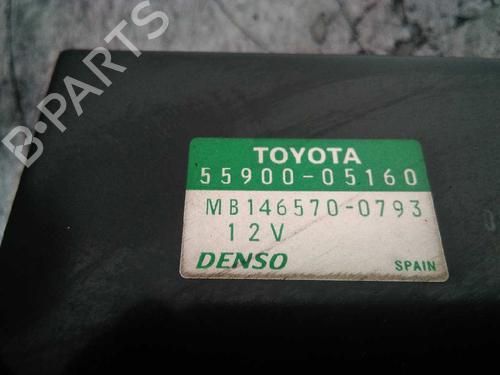 B-PARTS
TOYOTA
55900-05160
MB146570-0793
12V
DENSO SPAIN